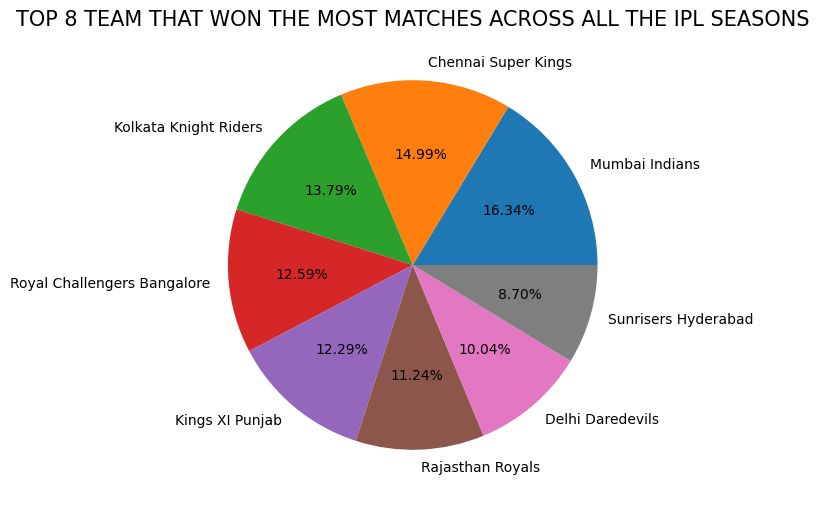 TOP 8 TEAM THAT WON THE MOST MATCHES ACROSS ALL THE IPL SEASONS
Chennai Super Kings
Kolkata Knight Riders
14.99%
Mumbai Indians
13.79%
16.34%
Royal Challengers Bangalore
12.59%
8.70%
Sunrisers Hyderabad
12.29%
10.04%
11.24%
Kings XI Punjab
Delhi Daredevils
Rajasthan Royals